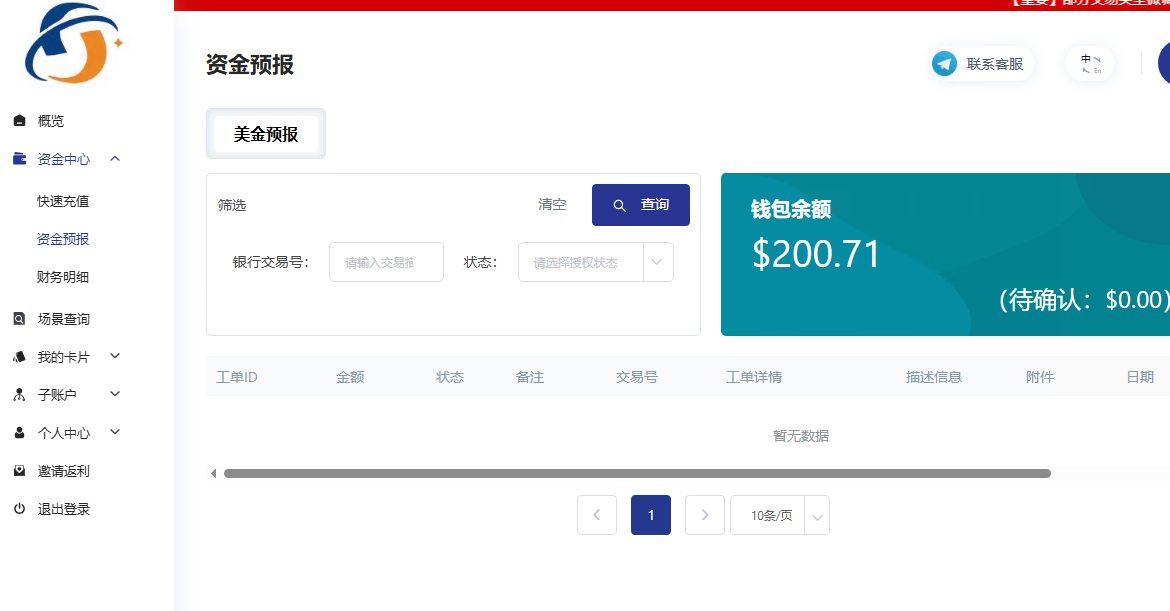 【重要】部分交易类型微调
资金预报
联系客服
中
En
美金预报
概览
资金中心
快速充值
资金预报
财务明细
场景查询
我的卡片
子账户
个人中心
邀请返利
退出登录
筛选
清空
查询
银行交易号：
请输入交易排
状态：
请选择授权状态
钱包余额
$200.71
（待确认：$0.00）
工单ID 金额 状态 备注 交易号 工单详情 描述信息 附件 日期
暂无数据
1
10条/页